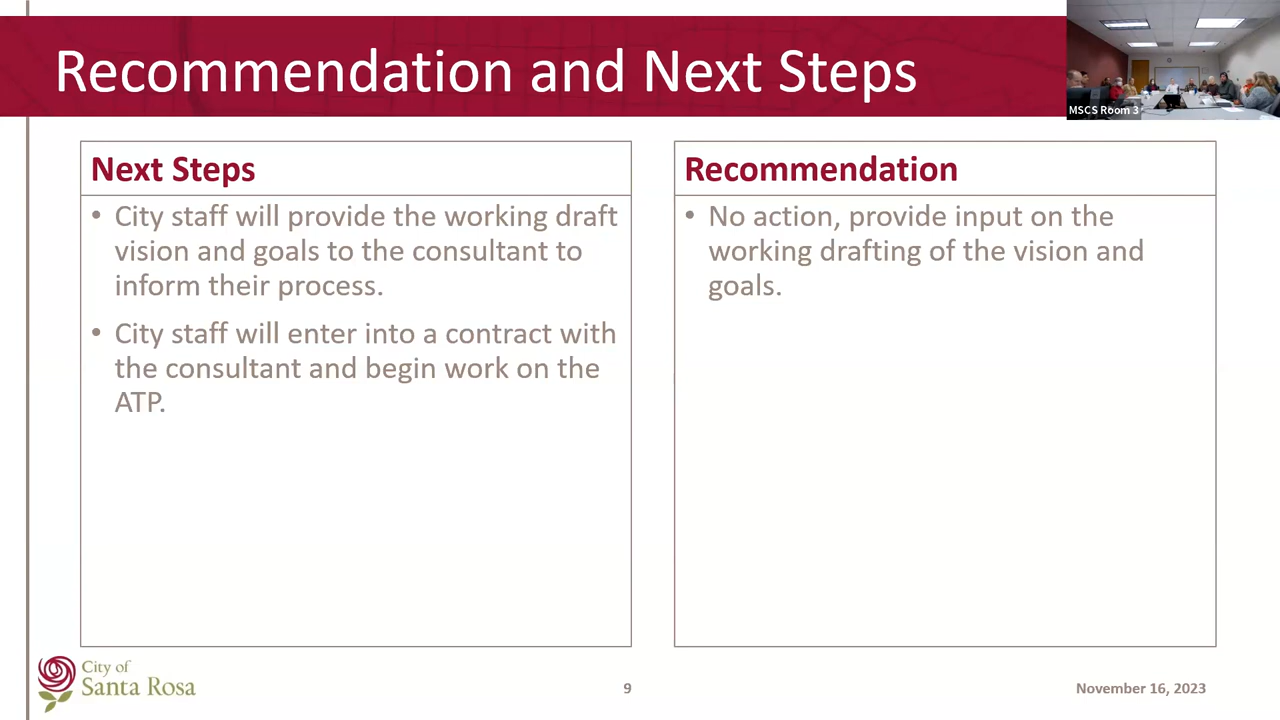 Recommendation and Next Steps
MSCS Room 3
Next Steps
• City staff will provide the working draft
vision and goals to the consultant to
inform their process.
• City staff will enter into a contract with
the consultant and begin work on the
ATP.
Recommendation
• No action, provide input on the
working drafting of the vision and
goals.
City of
Santa Rosa
9
November 16, 2023